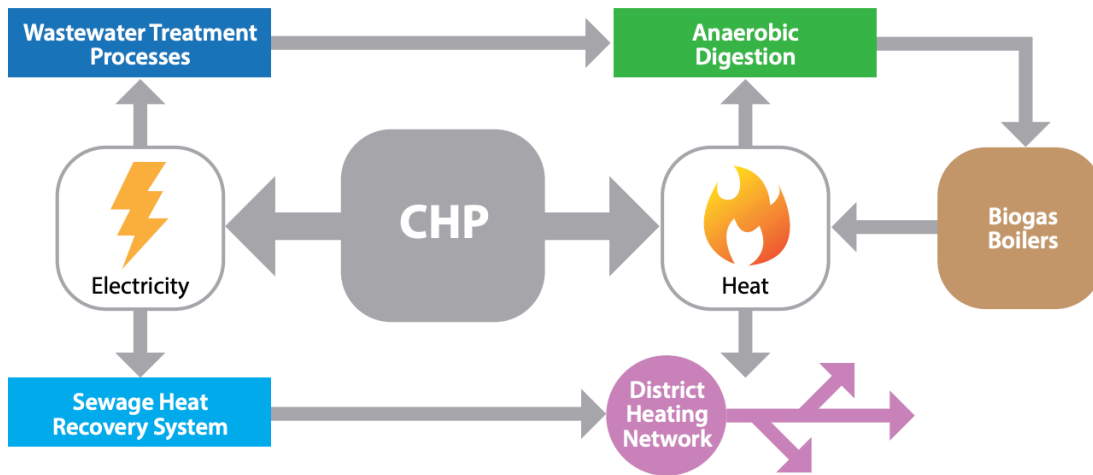 Wastewater Treatment
Processes
Anaerobic
Digestion
CHP
Electricity
Heat
Biogas
Boilers
Sewage Heat
Recovery System
District
Heating
Network